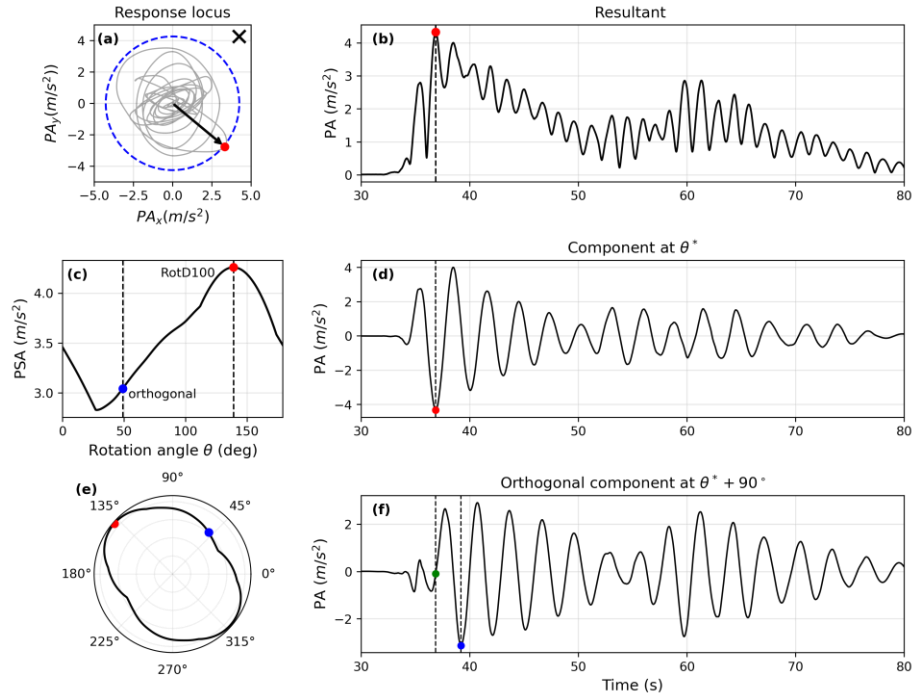 Response locus
(a)
PA_y(m/s²))
4
2
0
−2
−4
−5.0 −2.5 0.0 2.5 5.0
PA_x(m/s²)
Resultant
(b)
PA (m/s²)
4
3
2
1
0
30 40 50 60 70 80
(c)
RotD100
orthogonal
PSA (m/s²)
4.0
3.5
3.0
0 50 100 150
Rotation angle θ (deg)
Component at θ*
(d)
PA (m/s²)
4
2
0
−2
−4
30 40 50 60 70 80
(e)
90°
135° 45°
180° 0°
225° 315°
270°
Orthogonal component at θ* + 90°
(f)
PA (m/s²)
2
0
−2
30 40 50 60 70 80
Time (s)